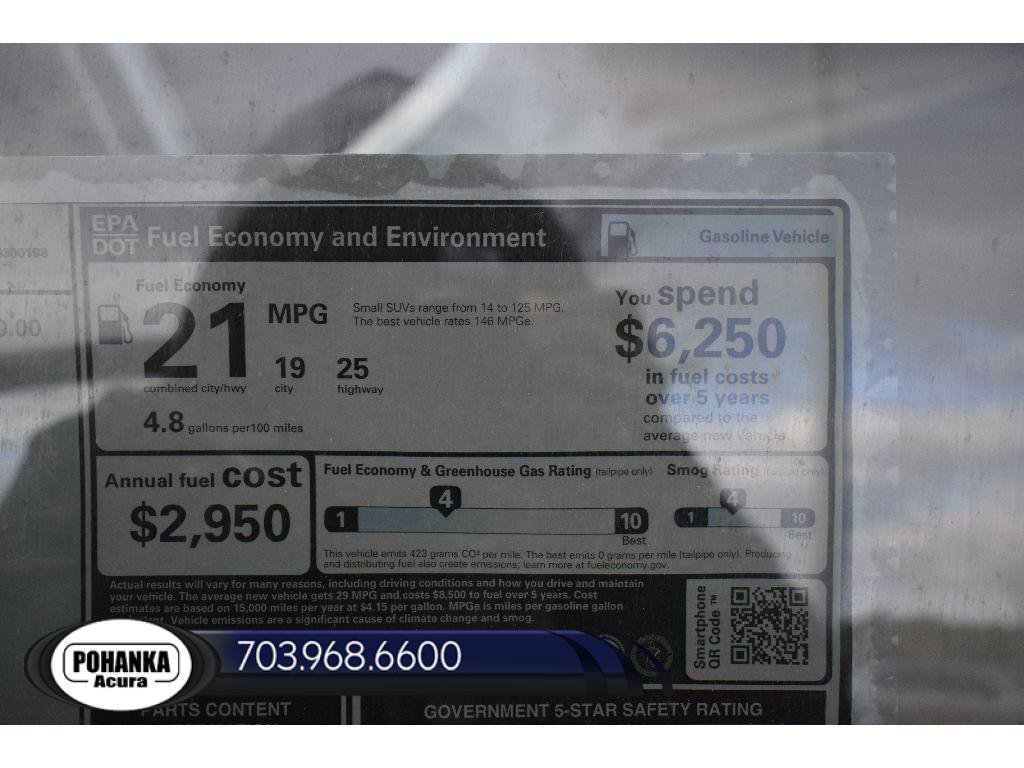 EPA
DOT Fuel Economy and Environment
Gasoline Vehicle
Fuel Economy
21 MPG
combined city/hwy
19
city
25
highway
4.8 gallons per 100 miles
Small SUVs range from 14 to 125 MPG.
The best vehicle rates 146 MPGe.
You spend
$6,250
in fuel costs
over 5 years
compared to the
average new vehicle
Annual fuel cost
$2,950
Fuel Economy & Greenhouse Gas Rating (tailpipe only)
4
1 10
Best
Smog Rating (tailpipe only)
4
1 10
Best
This vehicle emits 423 grams CO² per mile. The best emits 0 grams per mile (tailpipe only). Producing
and distributing fuel also create emissions; learn more at fueleconomy.gov.
Actual results will vary for many reasons, including driving conditions and how you drive and maintain
your vehicle. The average new vehicle gets 29 MPG and costs $8,500 to fuel over 5 years. Cost
estimates are based on 15,000 miles per year at $4.15 per gallon. MPGe is miles per gasoline gallon
Vehicle emissions are a significant cause of climate change and smog.
Smartphone
QR Code ™
POHANKA
Acura
703.968.6600
PARTS CONTENT
GOVERNMENT 5-STAR SAFETY RATING